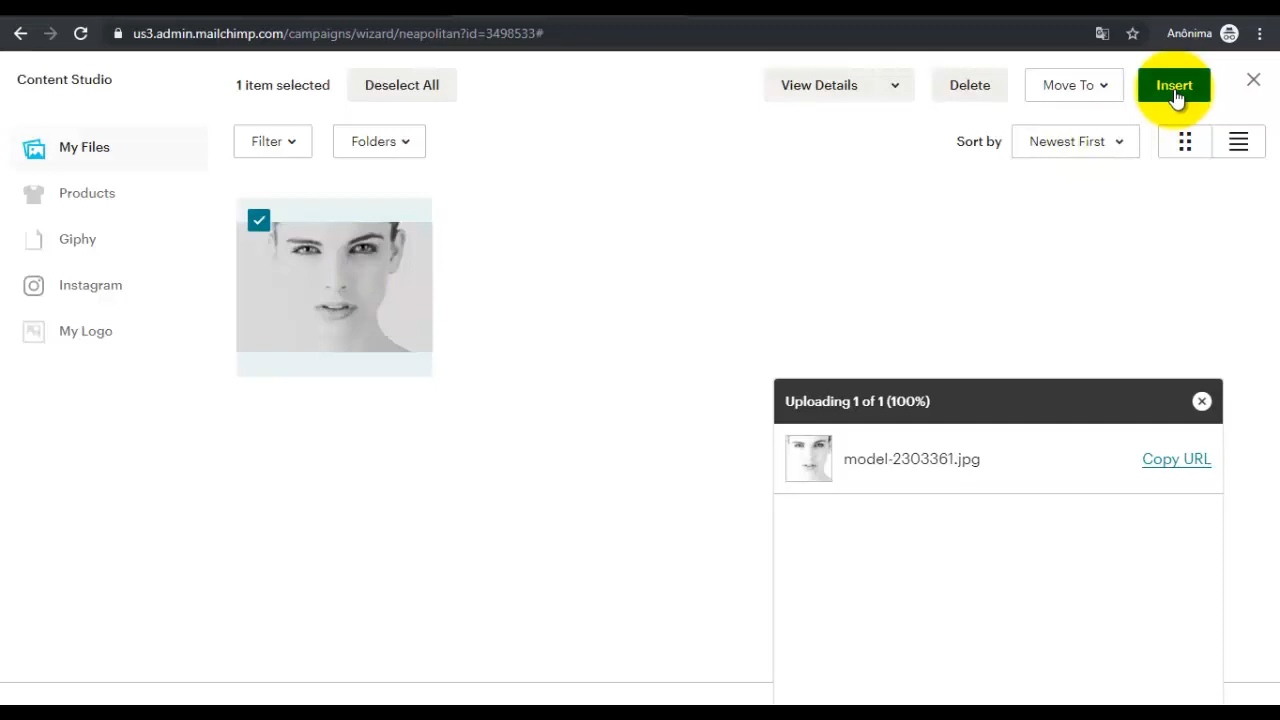 us3.admin.mailchimp.com/campaigns/wizard/neapolitan?id=3498533#
Anônima
Content Studio
1 item selected
Deselect All
View Details
Delete
Move To
Insert
My Files
Filter
Folders
Sort by
Newest First
Products
Giphy
Instagram
My Logo
Uploading 1 of 1 (100%)
model-2303361.jpg
Copy URL